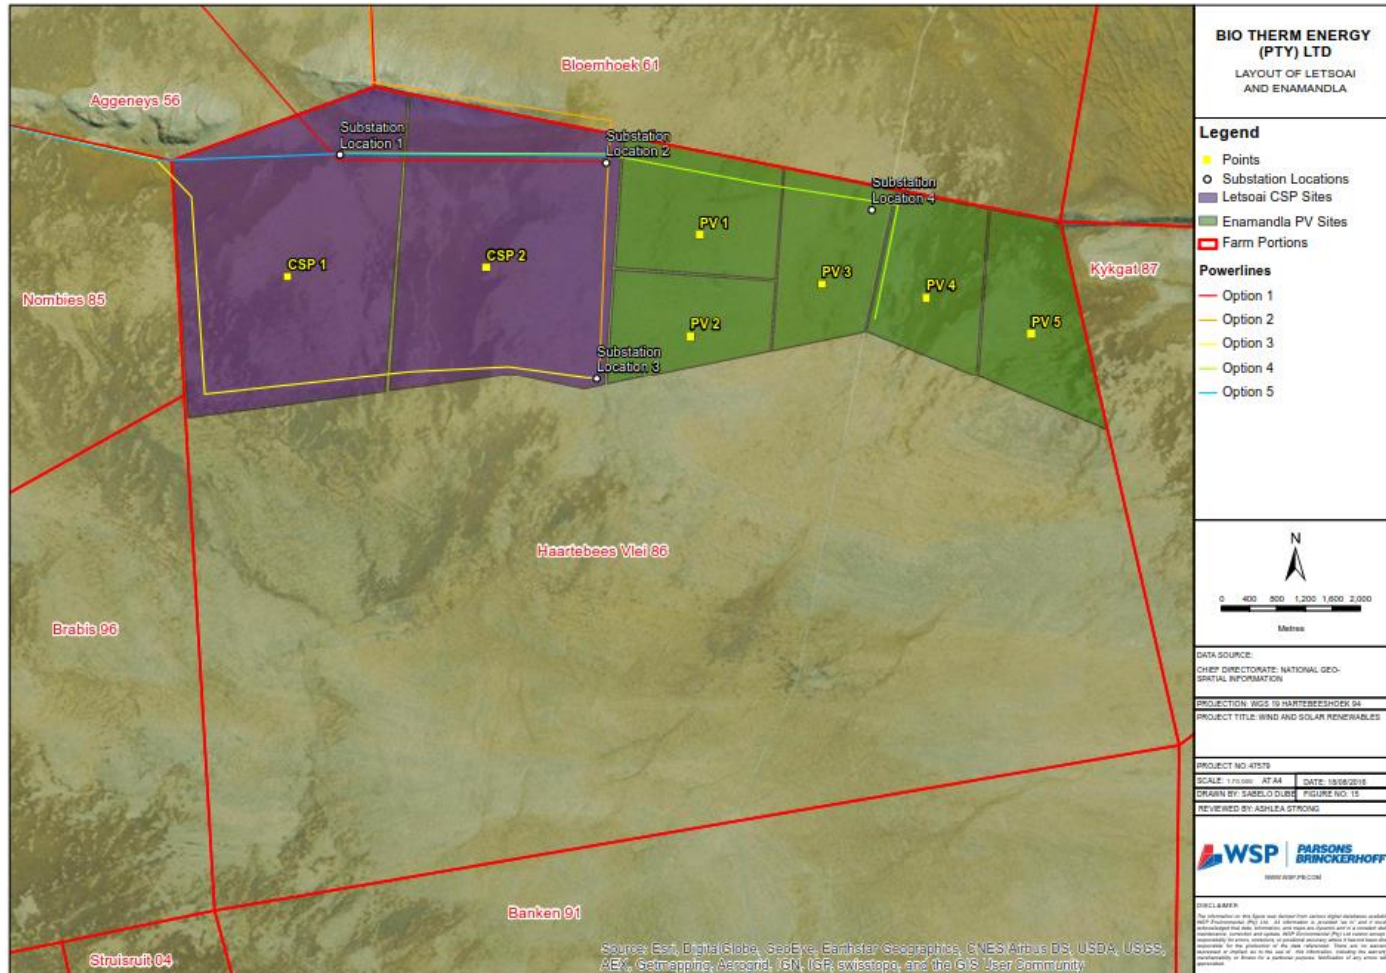 Bloemhoek 61
Aggeneys 56
Substation
Location 1
Substation
Location 2
Substation
Location 4
PV 1
CSP 2
CSP 1
PV 3
PV 4
Kykgat 87
Nombies 85
PV 2
PV 5
Substation
Location 3
Haartebees Vlei 86
Brabis 96
Banken 91
Struisruit 04
Source: Esri, DigitalGlobe, GeoEye, Earthstar Geographics, CNES/Airbus DS, USDA, USGS,
AEX, Getmapping, Aerogrid, IGN, IGP, swisstopo, and the GIS User Community
BIO THERM ENERGY
(PTY) LTD
LAYOUT OF LETSOAI
AND ENAMANDLA
Legend
Points
Substation Locations
Letsoai CSP Sites
Enamandla PV Sites
Farm Portions
Powerlines
Option 1
Option 2
Option 3
Option 4
Option 5
N
0 400 800 1,200 1,600 2,000
Metres
DATA SOURCE:
CHIEF DIRECTORATE: NATIONAL GEO-
SPATIAL INFORMATION
PROJECTION: WGS 19 HARTEBEESHOEK 94
PROJECT TITLE: WIND AND SOLAR RENEWABLES
PROJECT NO: 47579
SCALE: AT A4 DATE:
DRAWN BY: SABELO DUBE FIGURE NO: 15
REVIEWED BY: ASHLEA STRONG
WSP PARSONS
BRINCKERHOFF
DISCLAIMER